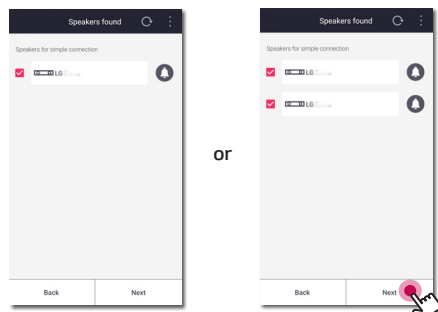 Speakers found
Speakers for simple connection
LG
Back Next
or
Speakers found
Speakers for simple connection
LG
LG
Back Next